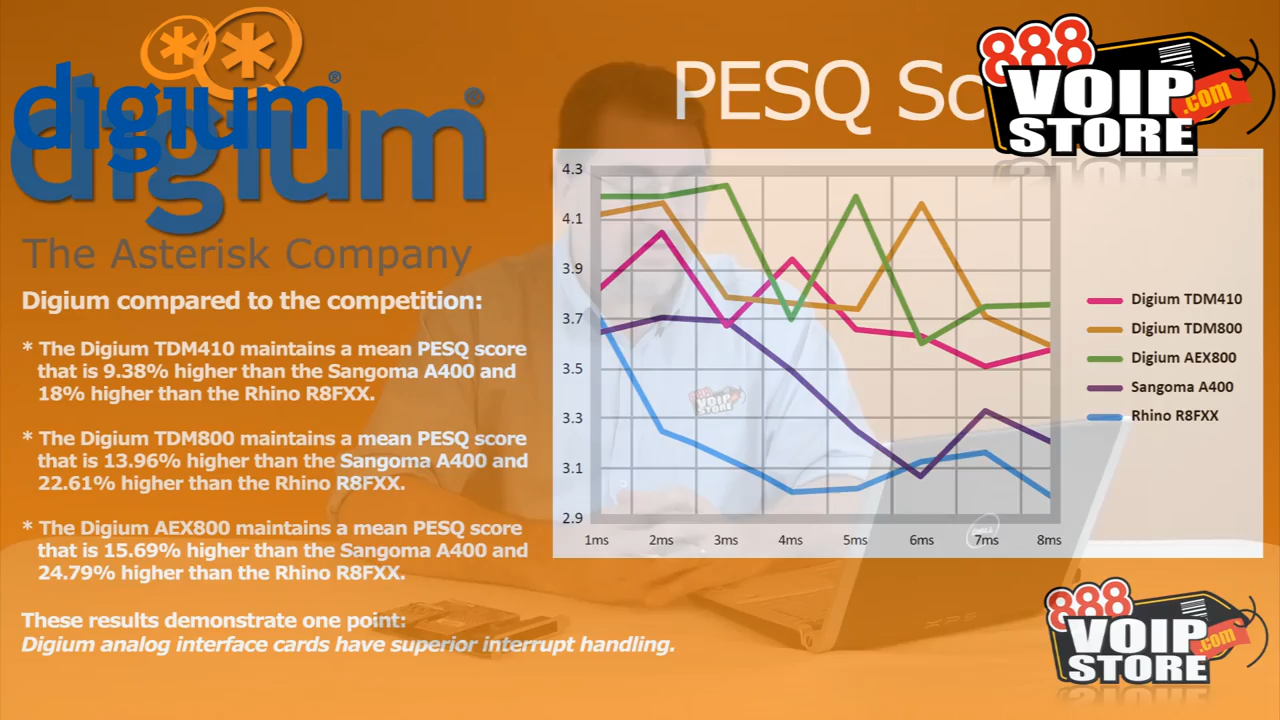 digium®
digium®
The Asterisk Company
PESQ Sc
888
VOIP
.com
STORE
Digium compared to the competition:
* The Digium TDM410 maintains a mean PESQ score
that is 9.38% higher than the Sangoma A400 and
18% higher than the Rhino R8FXX.
* The Digium TDM800 maintains a mean PESQ score
that is 13.96% higher than the Sangoma A400 and
22.61% higher than the Rhino R8FXX.
* The Digium AEX800 maintains a mean PESQ score
that is 15.69% higher than the Sangoma A400 and
24.79% higher than the Rhino R8FXX.
These results demonstrate one point:
Digium analog interface cards have superior interrupt handling.
4.3
4.1
3.9
3.7
3.5
3.3
3.1
2.9
1ms 2ms 3ms 4ms 5ms 6ms 7ms 8ms
Digium TDM410
Digium TDM800
Digium AEX800
Sangoma A400
Rhino R8FXX
888
VOIP
STORE
DELL
888
VOIP
.com
STORE